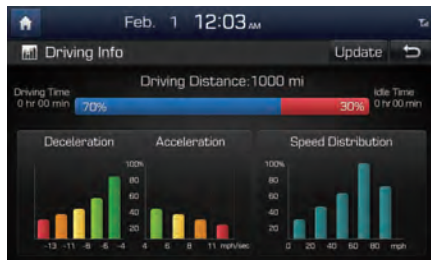 Feb. 1 12:03 AM
Driving Info
Update
Driving Distance:1000 mi
Driving Time
0 hr 00 min
70%
30%
Idle Time
0 hr 00 min
Deceleration
Acceleration
Speed Distribution
100%
80
60
40
20
-13 -11 -8 -6 -4
4 6 8 11 mph/sec
100%
80
60
40
20
0 20 40 60 80 mph